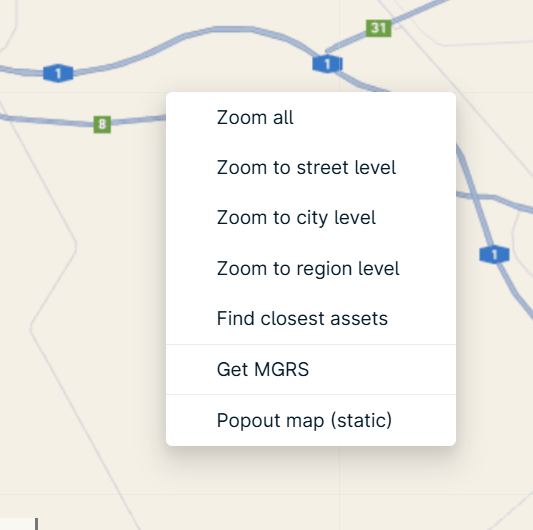 31
1
1
8
Zoom all
Zoom to street level
Zoom to city level
Zoom to region level
1
Find closest assets
Get MGRS
Popout map (static)